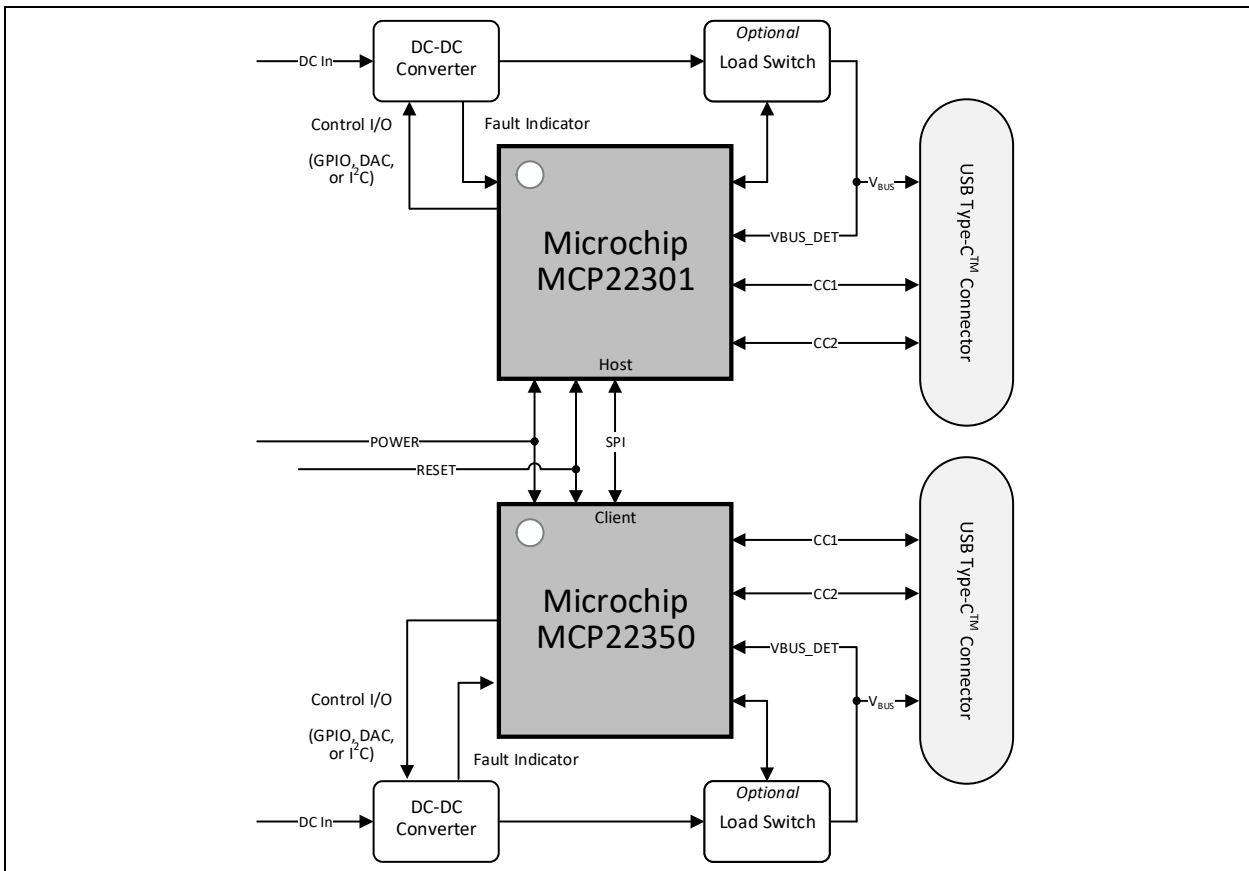 DC In
DC-DC
Converter
Optional
Load Switch
Control I/O
(GPIO, DAC,
or I²C)
Fault Indicator
Microchip
MCP22301
Host
VBUS_DET
V_BUS
CC1
CC2
USB Type-C™ Connector
POWER
RESET
SPI
Client
Microchip
MCP22350
CC1
CC2
VBUS_DET
V_BUS
USB Type-C™ Connector
Control I/O
(GPIO, DAC,
or I²C)
Fault Indicator
DC In
DC-DC
Converter
Optional
Load Switch